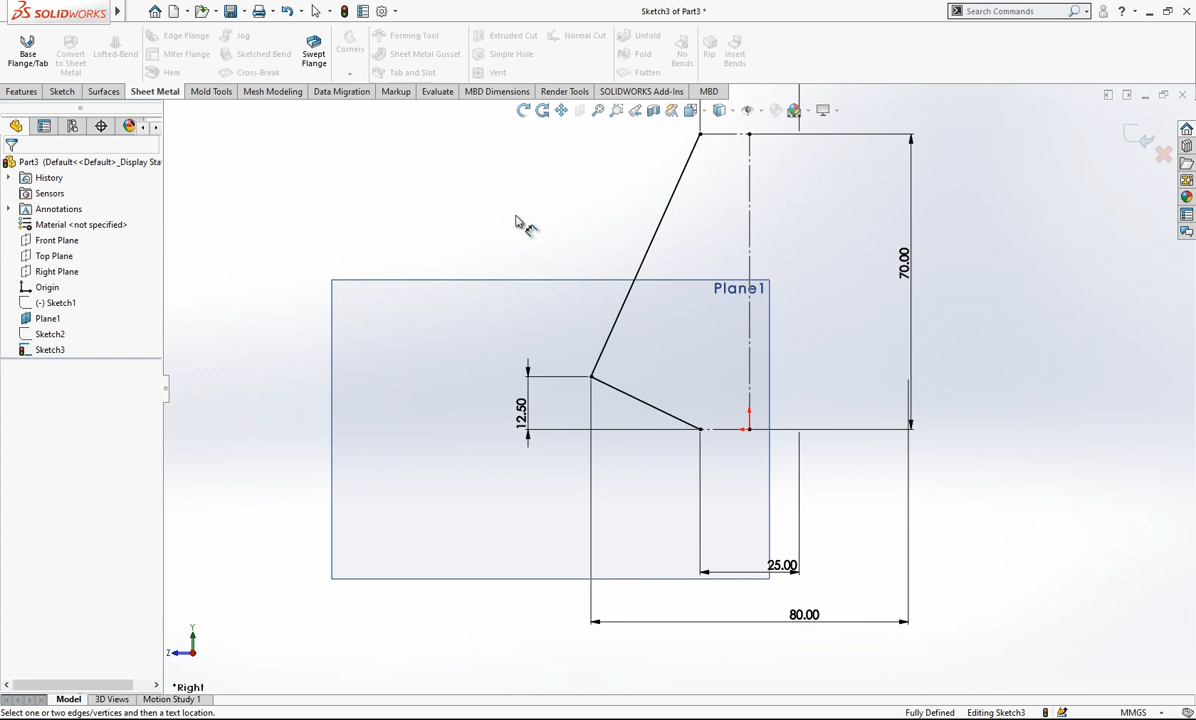 SOLIDWORKS
Sketch3 of Part3 *
Search Commands
Base Flange/Tab
Convert to Sheet Metal
Lofted-Bend
Edge Flange
Miter Flange
Hem
Jog
Sketched Bend
Cross-Break
Swept Flange
Corners
Forming Tool
Sheet Metal Gusset
Tab and Slot
Extruded Cut
Simple Hole
Vent
Normal Cut
Unfold
Fold
Flatten
No Bends
Rip
Insert Bends
Features
Sketch
Surfaces
Sheet Metal
Mold Tools
Mesh Modeling
Data Migration
Markup
Evaluate
MBD Dimensions
Render Tools
SOLIDWORKS Add-Ins
MBD
Part3 (Default<<Default>_Display Sta
History
Sensors
Annotations
Material <not specified>
Front Plane
Top Plane
Right Plane
Origin
(-) Sketch1
Plane1
Sketch2
Sketch3
Plane1
70.00
12.50
25.00
80.00
Y
Z
*Right
Model
3D Views
Motion Study 1
Select one or two edges/vertices and then a text location.
Fully Defined
Editing Sketch3
MMGS